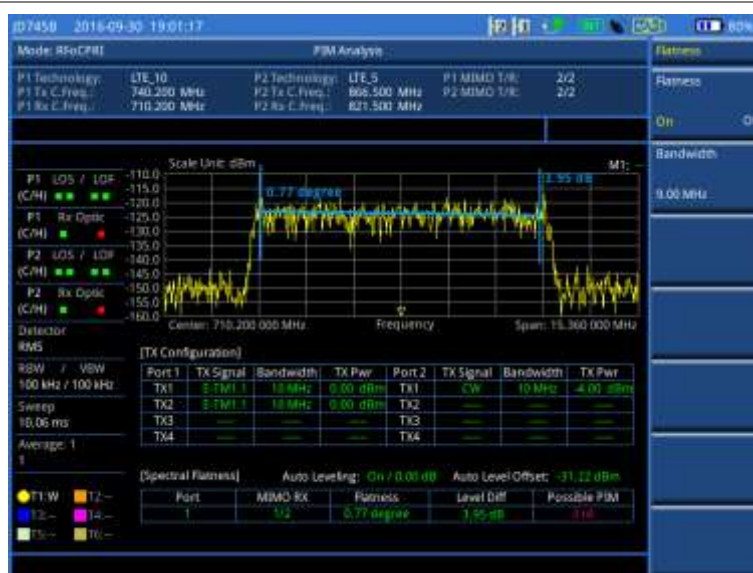 JD745B 2016-09-30 19:01:17 INT 80%
Mode: RFoCPRI PIM Analysis Flatness
P1 Technology: LTE_10 P2 Technology: LTE_5 P1 MIMO T/R: 2/2
P1 Tx C.Freq.: 740.200 MHz P2 Tx C.Freq.: 866.500 MHz P2 MIMO T/R: 2/2
P1 Rx C.Freq.: 710.200 MHz P2 Rx C.Freq.: 821.500 MHz
Flatness
On
Bandwidth
9.00 MHz
Scale Unit: dBm M1: --
P1 LOS / LOF
(C/H)
P1 Rx Optic
(C/H)
P2 LOS / LOF
(C/H)
P2 Rx Optic
(C/H)
Detector
RMS
RBW / VBW
100 kHz / 100 kHz
Sweep
10.06 ms
Average: 1
1
T1:W T2:--
T3:-- T4:--
T5:-- T6:--
-110.0
-115.0
-120.0
-125.0
-130.0
-135.0
-140.0
-145.0
-150.0
-155.0
-160.0
0.77 degree 3.95 dB
Center: 710.200 000 MHz Frequency Span: 15.360 000 MHz
[TX Configuration]
Port 1 TX Signal Bandwidth TX Pwr Port 2 TX Signal Bandwidth TX Pwr
TX1 E-TM1.1 10 MHz 0.00 dBm TX1 CW 10 MHz -4.00 dBm
TX2 E-TM1.1 10 MHz 0.00 dBm TX2
TX3 TX3
TX4 TX4
[Spectral Flatness] Auto Leveling: On / 0.00 dB Auto Level Offset: -31.22 dBm
Port MIMO RX Flatness Level Diff Possible PIM
1 1/2 0.77 degree 3.95 dB